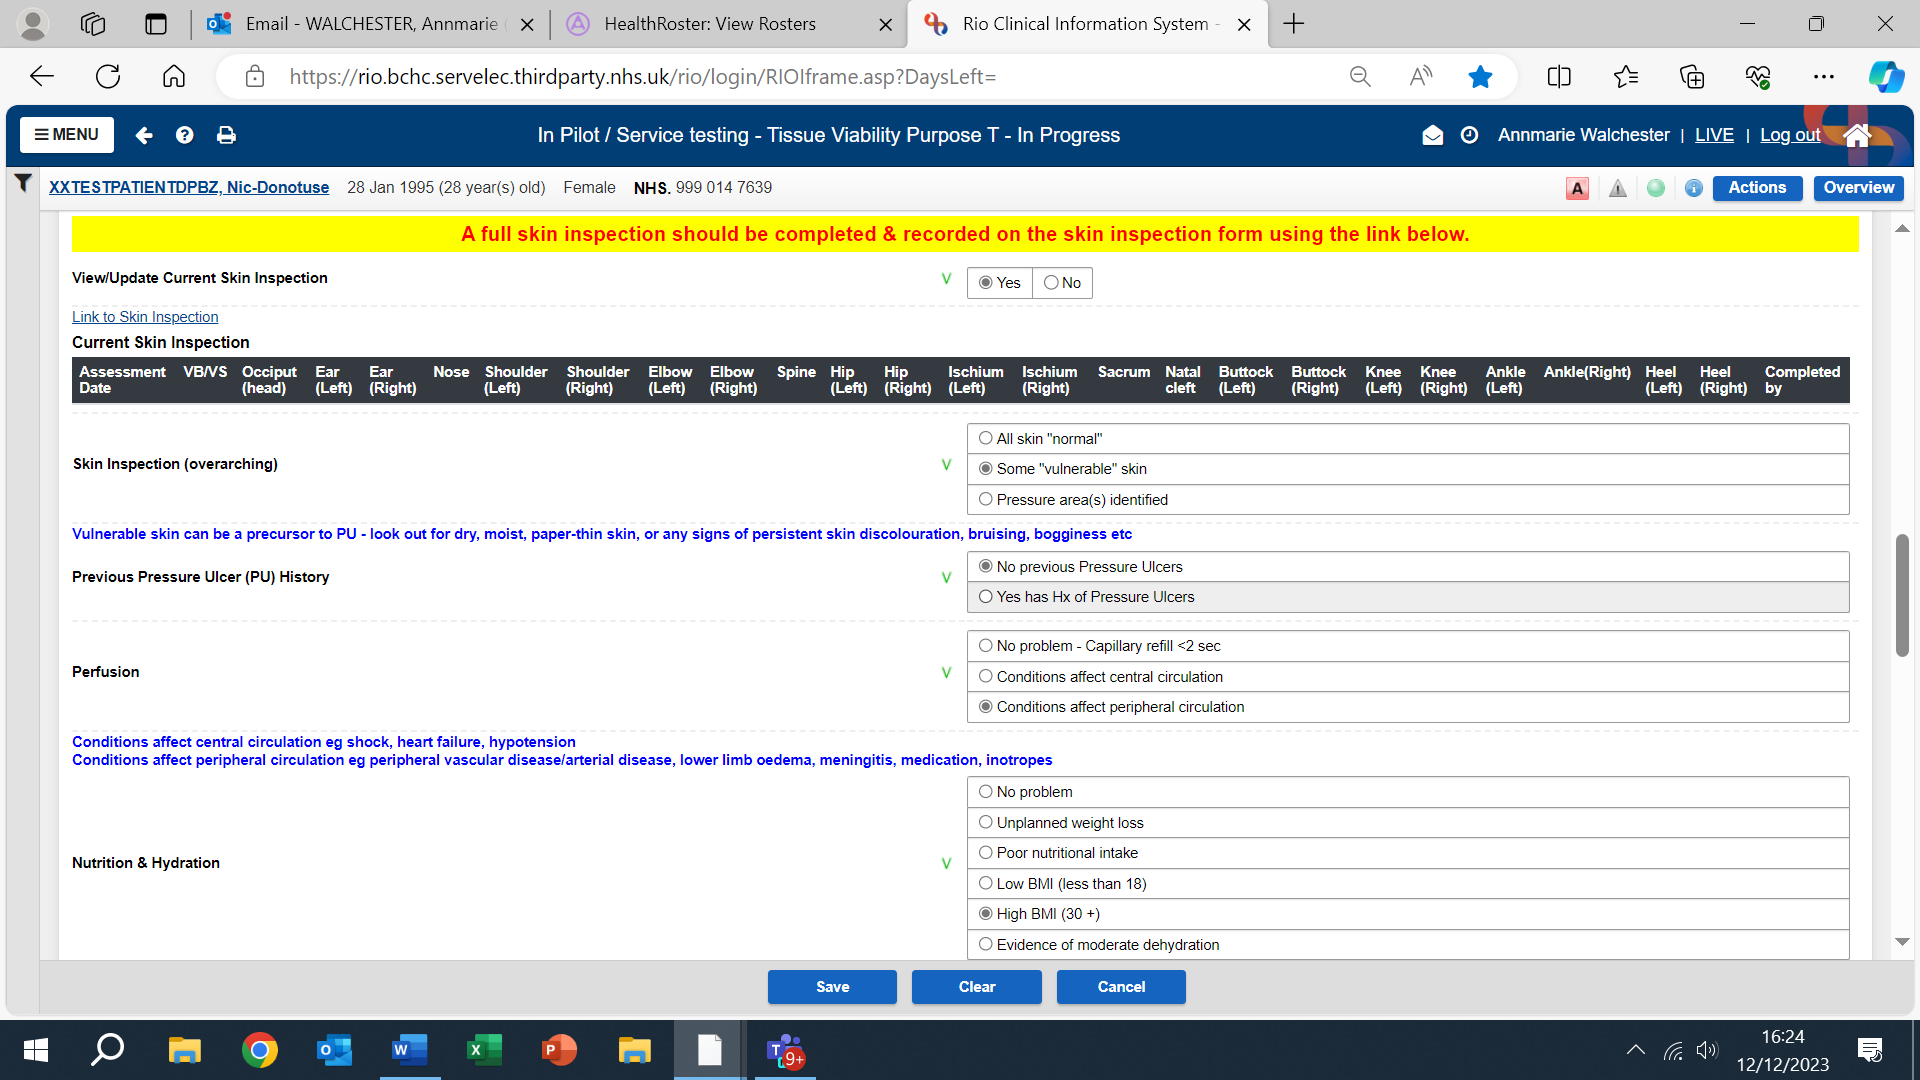 Email - WALCHESTER, Annmarie
HealthRoster: View Rosters
Rio Clinical Information System -
https://rio.bchc.servelec.thirdparty.nhs.uk/rio/login/RIOIframe.asp?DaysLeft=
MENU
In Pilot / Service testing - Tissue Viability Purpose T - In Progress
Annmarie Walchester | LIVE | Log out
XXTESTPATIENTDPBZ, Nic-Donotuse 28 Jan 1995 (28 year(s) old) Female NHS. 999 014 7639
A
Actions
Overview
A full skin inspection should be completed & recorded on the skin inspection form using the link below.
View/Update Current Skin Inspection V Yes No
Link to Skin Inspection
Current Skin Inspection
Assessment Date VB/VS Occiput (head) Ear (Left) Ear (Right) Nose Shoulder (Left) Shoulder (Right) Elbow (Left) Elbow (Right) Spine Hip (Left) Hip (Right) Ischium (Left) Ischium (Right) Sacrum Natal cleft Buttock (Left) Buttock (Right) Knee (Left) Knee (Right) Ankle (Left) Ankle(Right) Heel (Left) Heel (Right) Completed by
All skin "normal"
Skin Inspection (overarching) V Some "vulnerable" skin
Pressure area(s) identified
Vulnerable skin can be a precursor to PU - look out for dry, moist, paper-thin skin, or any signs of persistent skin discolouration, bruising, bogginess etc
Previous Pressure Ulcer (PU) History V No previous Pressure Ulcers
Yes has Hx of Pressure Ulcers
No problem - Capillary refill <2 sec
Perfusion V Conditions affect central circulation
Conditions affect peripheral circulation
Conditions affect central circulation eg shock, heart failure, hypotension
Conditions affect peripheral circulation eg peripheral vascular disease/arterial disease, lower limb oedema, meningitis, medication, inotropes
No problem
Unplanned weight loss
Poor nutritional intake
Nutrition & Hydration V
Low BMI (less than 18)
High BMI (30 +)
Evidence of moderate dehydration
Save Clear Cancel
9+
16:24
12/12/2023